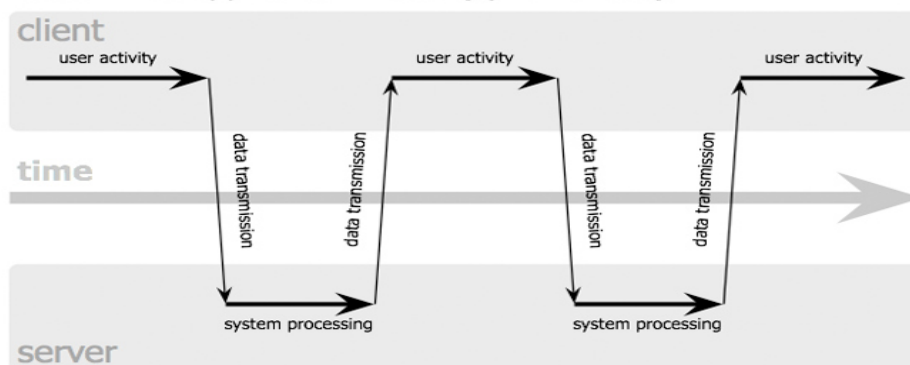 client
user activity
user activity
user activity
data transmission
data transmission
data transmission
data transmission
time
system processing
system processing
server